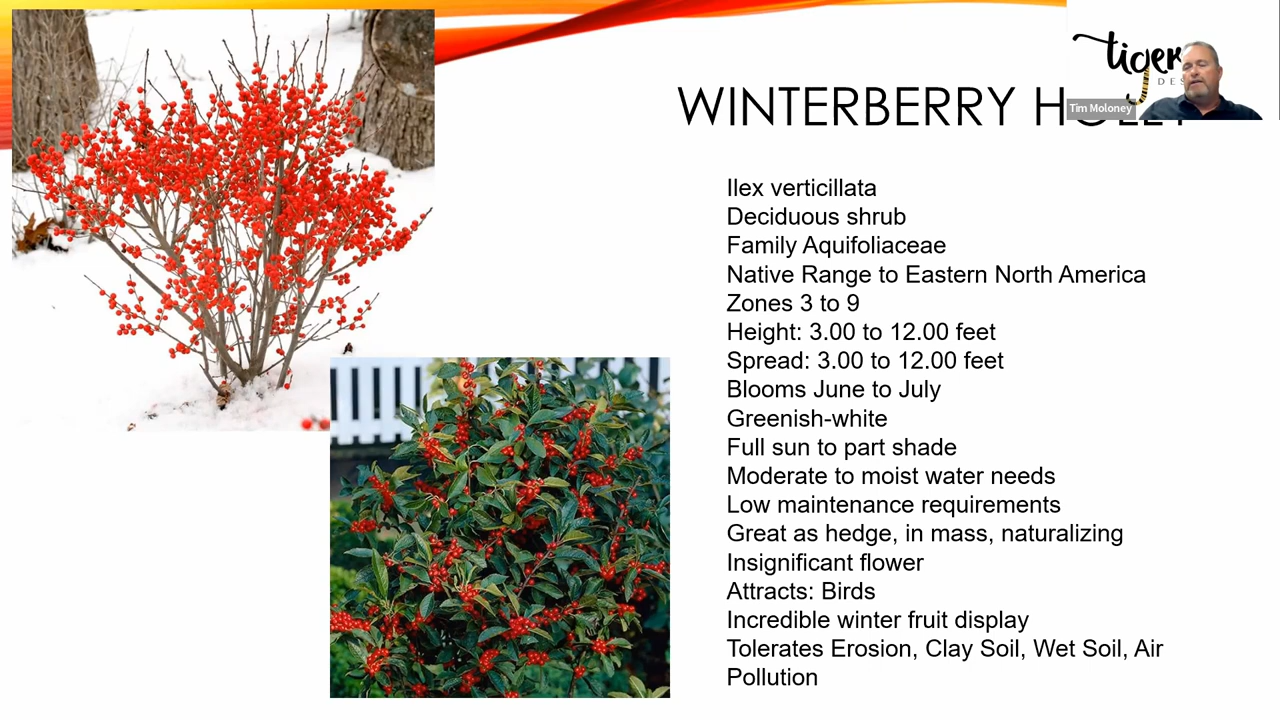 WINTERBERRY
tiger
Tim Moloney
Ilex verticillata
Deciduous shrub
Family Aquifoliaceae
Native Range to Eastern North America
Zones 3 to 9
Height: 3.00 to 12.00 feet
Spread: 3.00 to 12.00 feet
Blooms June to July
Greenish-white
Full sun to part shade
Moderate to moist water needs
Low maintenance requirements
Great as hedge, in mass, naturalizing
Insignificant flower
Attracts: Birds
Incredible winter fruit display
Tolerates Erosion, Clay Soil, Wet Soil, Air
Pollution